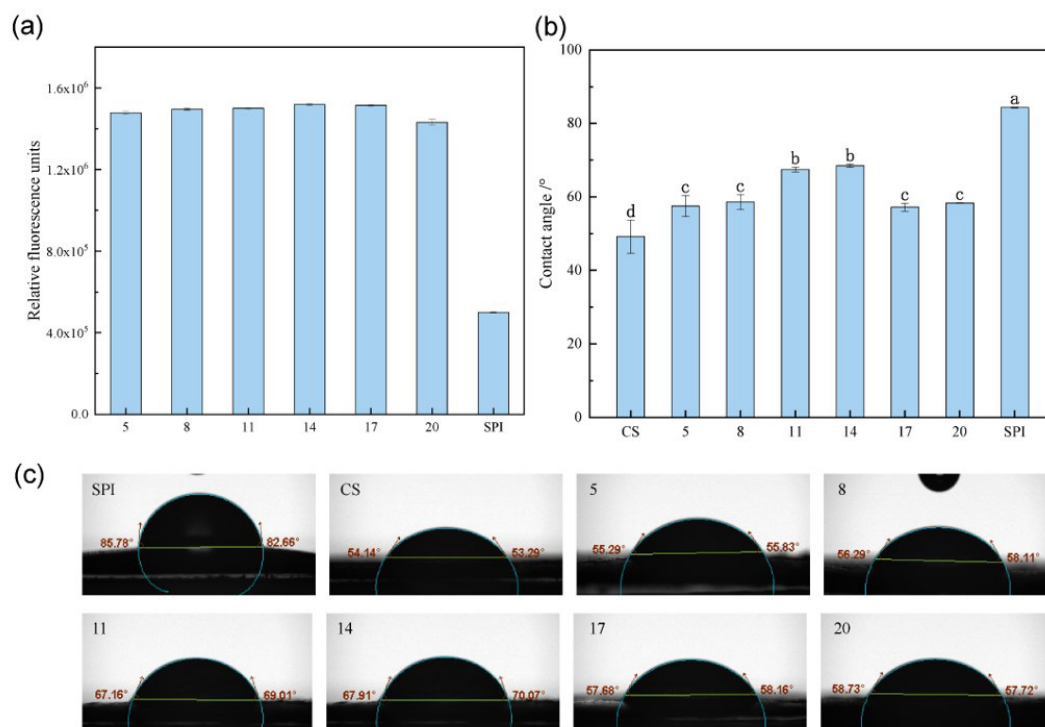 (a)
Relative fluorescence units
1.6x10⁶
1.2x10⁶
8.0x10⁵
4.0x10⁵
0.0
5 8 11 14 17 20 SPI
(b)
Contact angle /°
100
80
60
40
20
0
d c c b b c c a
CS 5 8 11 14 17 20 SPI
(c)
SPI
85.78° 82.66°
CS
54.14° 53.29°
5
55.29° 55.83°
8
56.29° 58.11°
11
67.16° 69.01°
14
67.91° 70.07°
17
57.68° 58.16°
20
58.73° 57.72°